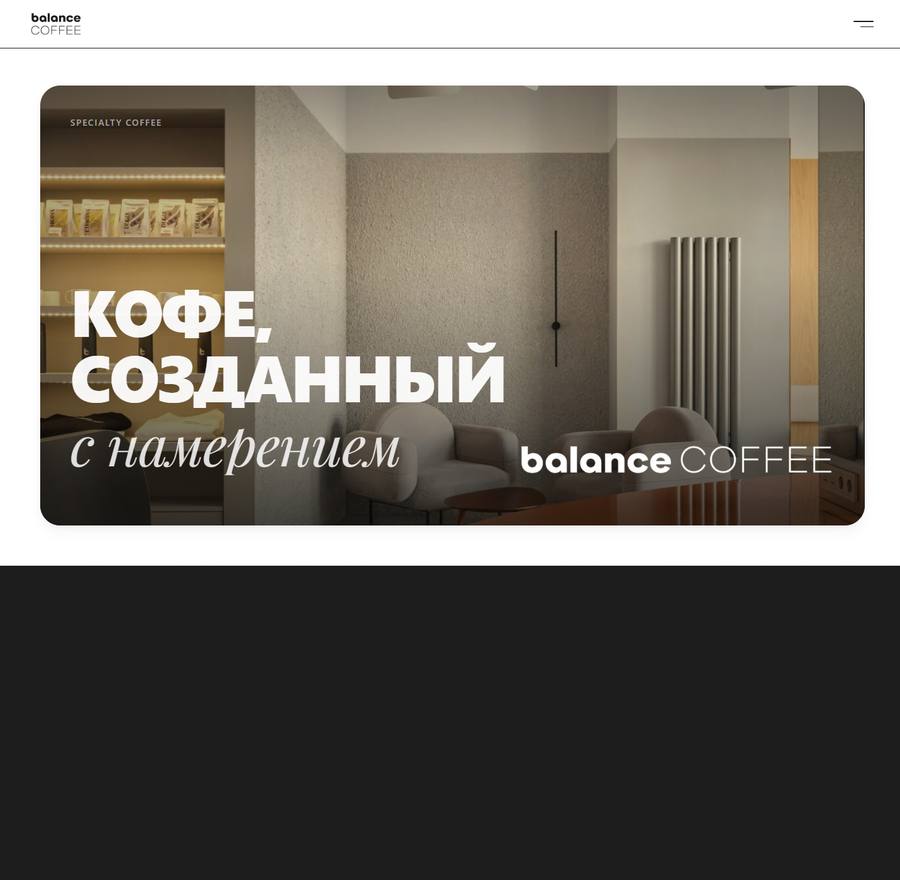 balance
COFFEE
SPECIALTY COFFEE
КОФЕ,
СОЗДАННЫЙ
с намерением
balance COFFEE